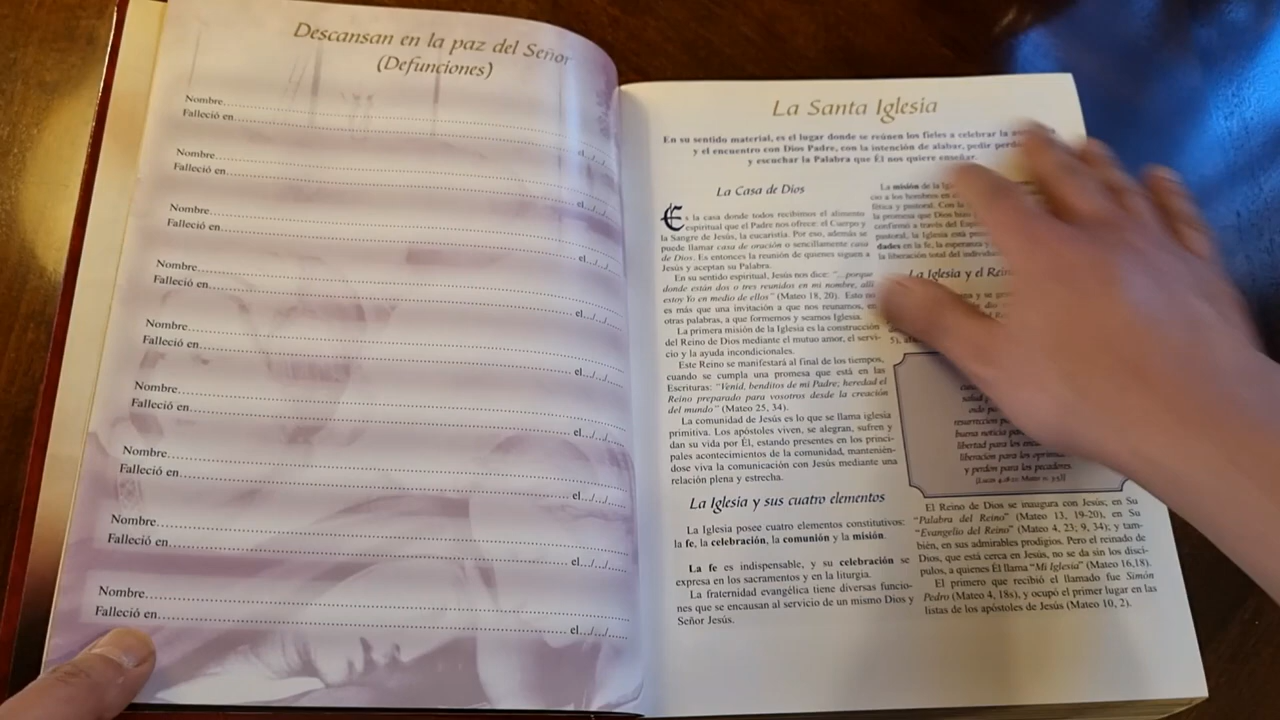 Descansan en la paz del Señor
(Defunciones)
Nombre
Falleció en el.../.../......
Nombre
Falleció en el.../.../......
Nombre
Falleció en el.../.../......
Nombre
Falleció en el.../.../......
Nombre
Falleció en el.../.../......
Nombre
Falleció en el.../.../......
Nombre
Falleció en el.../.../......
Nombre
Falleció en el.../.../......
Nombre
Falleció en el.../.../......
La Santa Iglesia
En su sentido material, es el lugar donde se reúnen los fieles a celebrar la
y el encuentro con Dios Padre, con la intención de alabar, pedir
y escuchar la Palabra que Él nos quiere enseñar.
La Casa de Dios
Es la casa donde todos recibimos el alimento
espiritual que el Padre nos ofrece: el Cuerpo y
la Sangre de Jesús, la eucaristía. Por eso, además se
puede llamar casa de oración o sencillamente casa
de Dios. Es entonces la reunión de quienes siguen a
Jesús y aceptan su Palabra.
En su sentido espiritual, Jesús nos dice: "...porque
donde están dos o tres reunidos en mi nombre, allí
estoy Yo en medio de ellos" (Mateo 18, 20). Esto no
es más que una invitación a que nos reunamos, en
otras palabras, a que formemos y seamos Iglesia.
La primera misión de la Iglesia es la construcción
del Reino de Dios mediante el mutuo amor, el servi-
cio y la ayuda incondicionales.
Este Reino se manifestará al final de los tiempos,
cuando se cumpla una promesa que está en las
Escrituras: "Venid, benditos de mi Padre; heredad el
Reino preparado para vosotros desde la creación
del mundo" (Mateo 25, 34).
La comunidad de Jesús es lo que se llama iglesia
primitiva. Los apóstoles viven, se alegran, sufren y
dan su vida por Él, estando presentes en los princi-
pales acontecimientos de la comunidad, mantenién-
dose viva la comunicación con Jesús mediante una
relación plena y estrecha.
La Iglesia y sus cuatro elementos
La Iglesia posee cuatro elementos constitutivos:
la fe, la celebración, la comunión y la misión.
La fe es indispensable, y su celebración se
expresa en los sacramentos y en la liturgia.
La fraternidad evangélica tiene diversas funcio-
nes que se encausan al servicio de un mismo Dios y
Señor Jesús.
La misión de la
cio a los hombres en
lítica y pastoral. Con la
la promesa que Dios hizo
confirmó a través del
pastoral, la Iglesia está
dades en la fe, la esperanza y
la liberación total del
La Iglesia y el
y se
salud
resurrección
buena noticia para
libertad para los
liberación para los
y perdón para los pecadores
El Reino de Dios se inaugura con Jesús; en Su
"Palabra del Reino" (Mateo 13, 19-20), en Su
"Evangelio del Reino" (Mateo 4, 23; 9, 34); y tam-
bién, en sus admirables prodigios. Pero el reinado de
Dios, que está cerca en Jesús, no se da sin los discí-
pulos, a quienes Él llama "Mi Iglesia" (Mateo 16,18).
El primero que recibió el llamado fue Simón
Pedro (Mateo 4, 18s), y ocupó el primer lugar en las
listas de los apóstoles de Jesús (Mateo 10, 2).